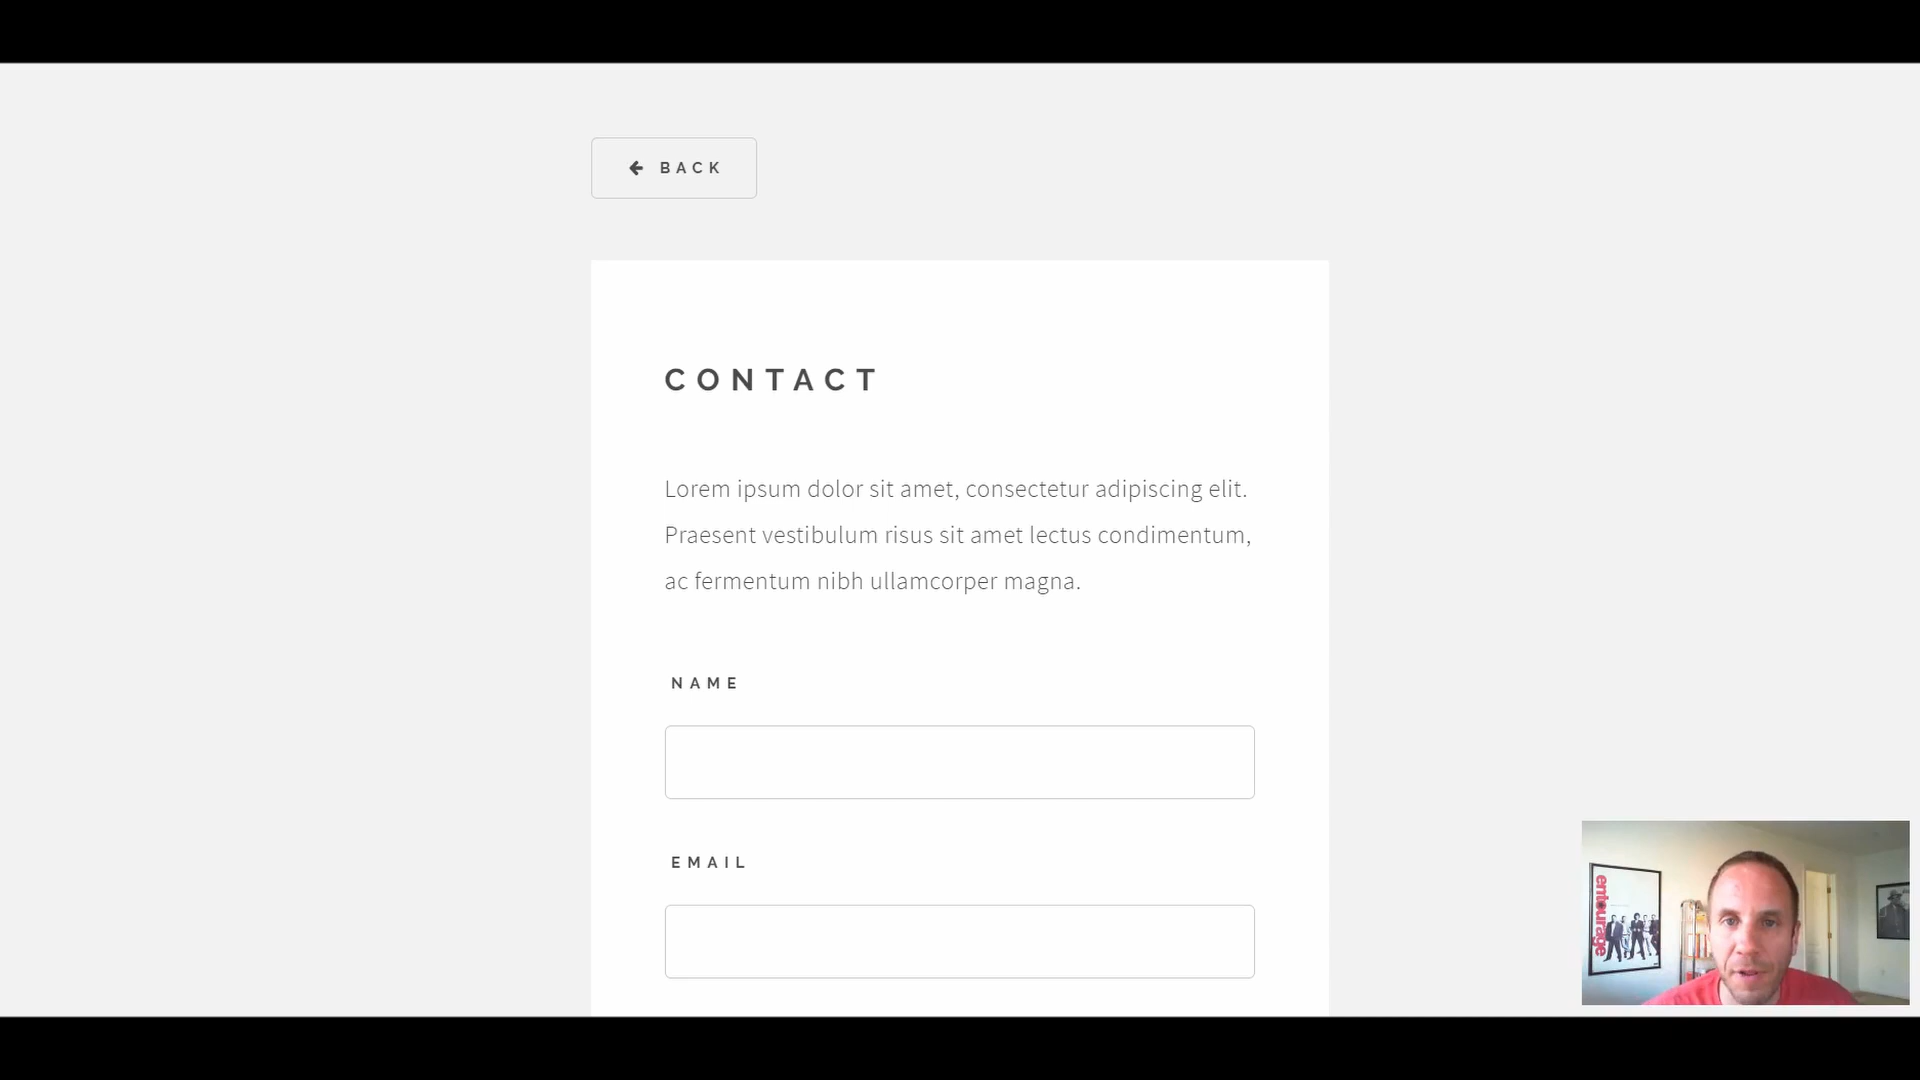 BACK
CONTACT
Lorem ipsum dolor sit amet, consectetur adipiscing elit.
Praesent vestibulum risus sit amet lectus condimentum,
ac fermentum nibh ullamcorper magna.
NAME
EMAIL
entourage